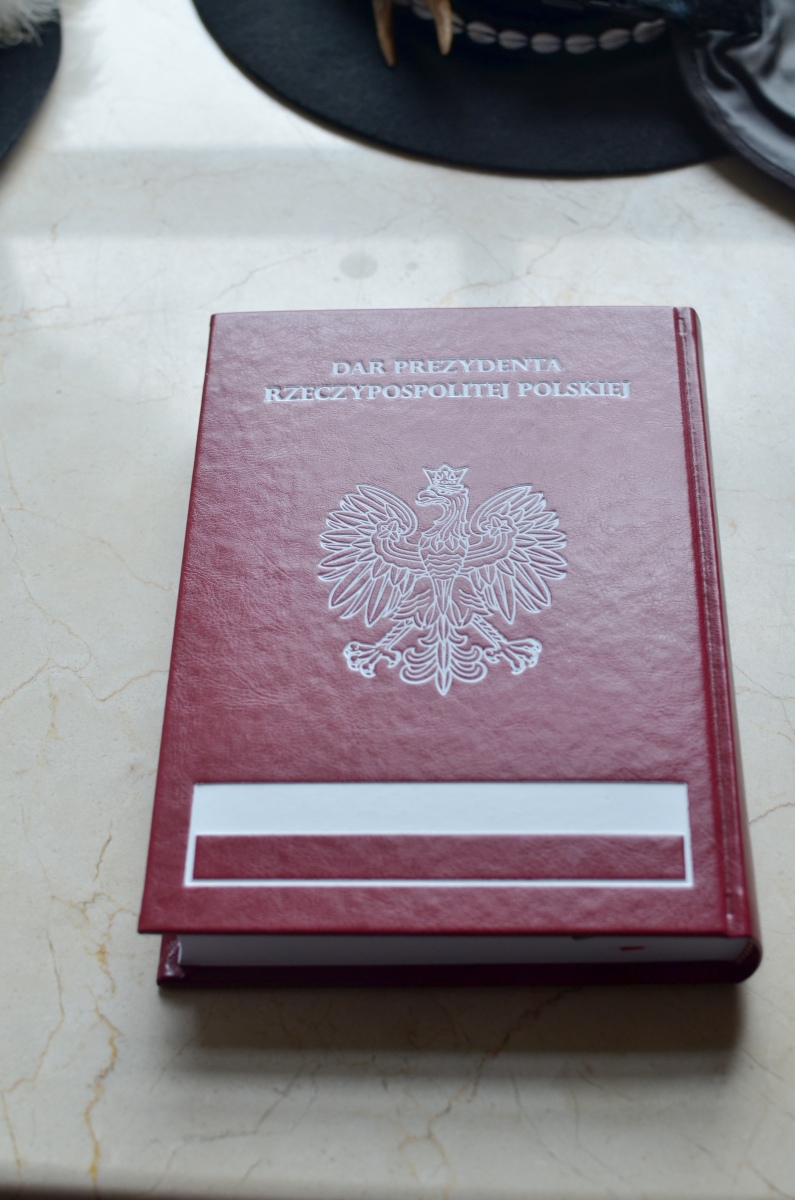 DAR PREZYDENTA
RZECZYPOSPOLITEJ POLSKIEJ